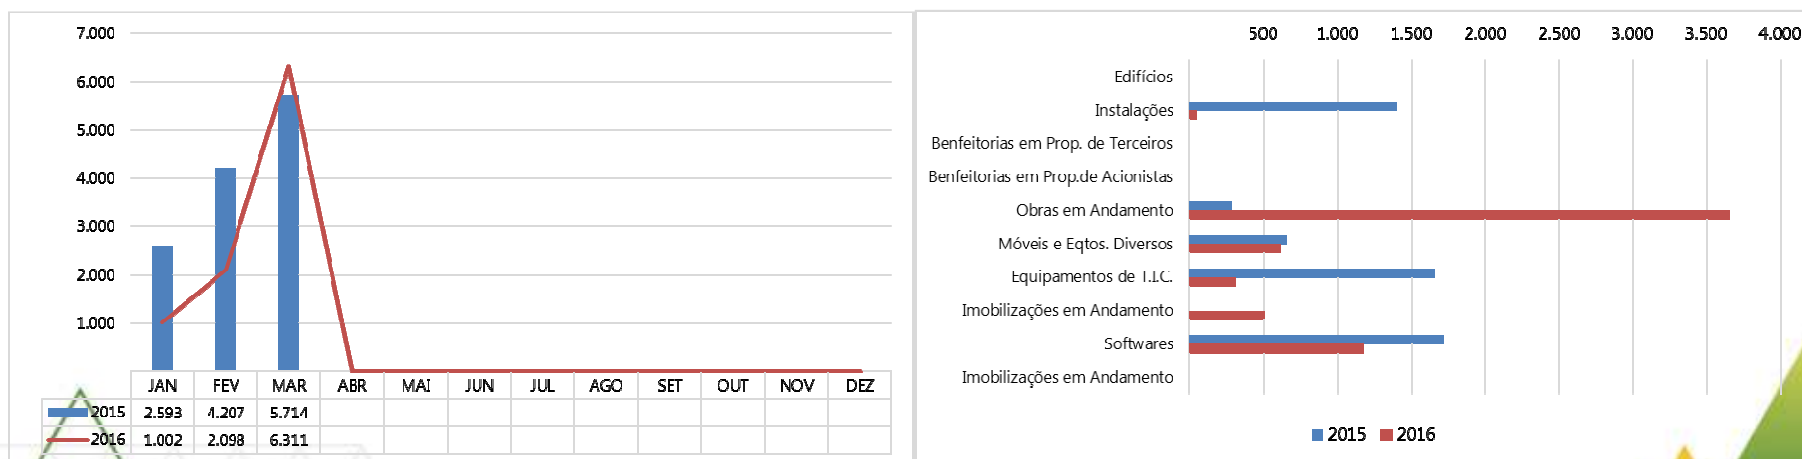 7.000
6.000
5.000
4.000
3.000
2.000
1.000
JAN FEV MAR ABR MAI JUN JUL AGO SET OUT NOV DEZ
2015 2.593 4.207 5.714
2016 1.002 2.098 6.311
500 1.000 1.500 2.000 2.500 3.000 3.500 4.000
Edifícios
Instalações
Benfeitorias em Prop. de Terceiros
Benfeitorias em Prop.de Acionistas
Obras em Andamento
Móveis e Eqtos. Diversos
Equipamentos de T.I.C.
Imobilizações em Andamento
Softwares
Imobilizações em Andamento
2015 2016